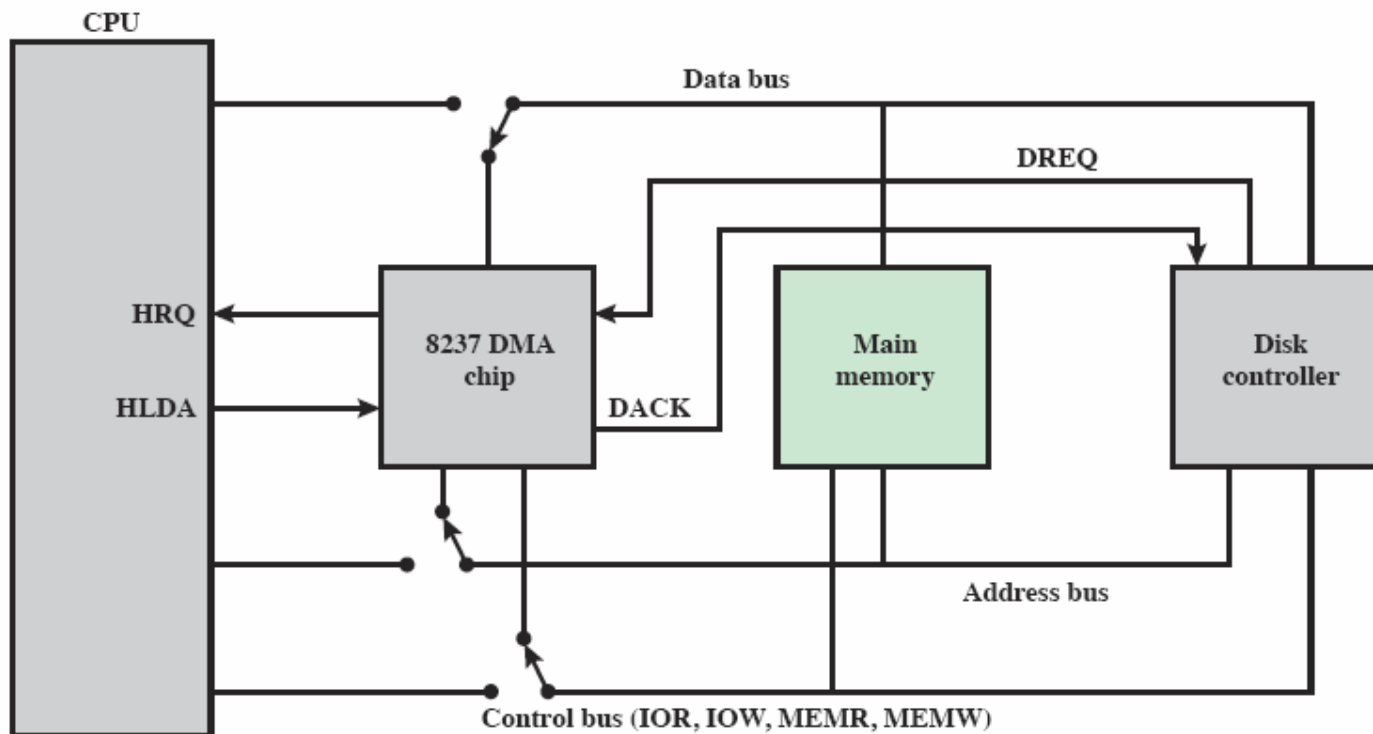 CPU
Data bus
DREQ
HRQ
8237 DMA
chip
Main
memory
Disk
controller
HLDA
DACK
Address bus
Control bus (IOR, IOW, MEMR, MEMW)